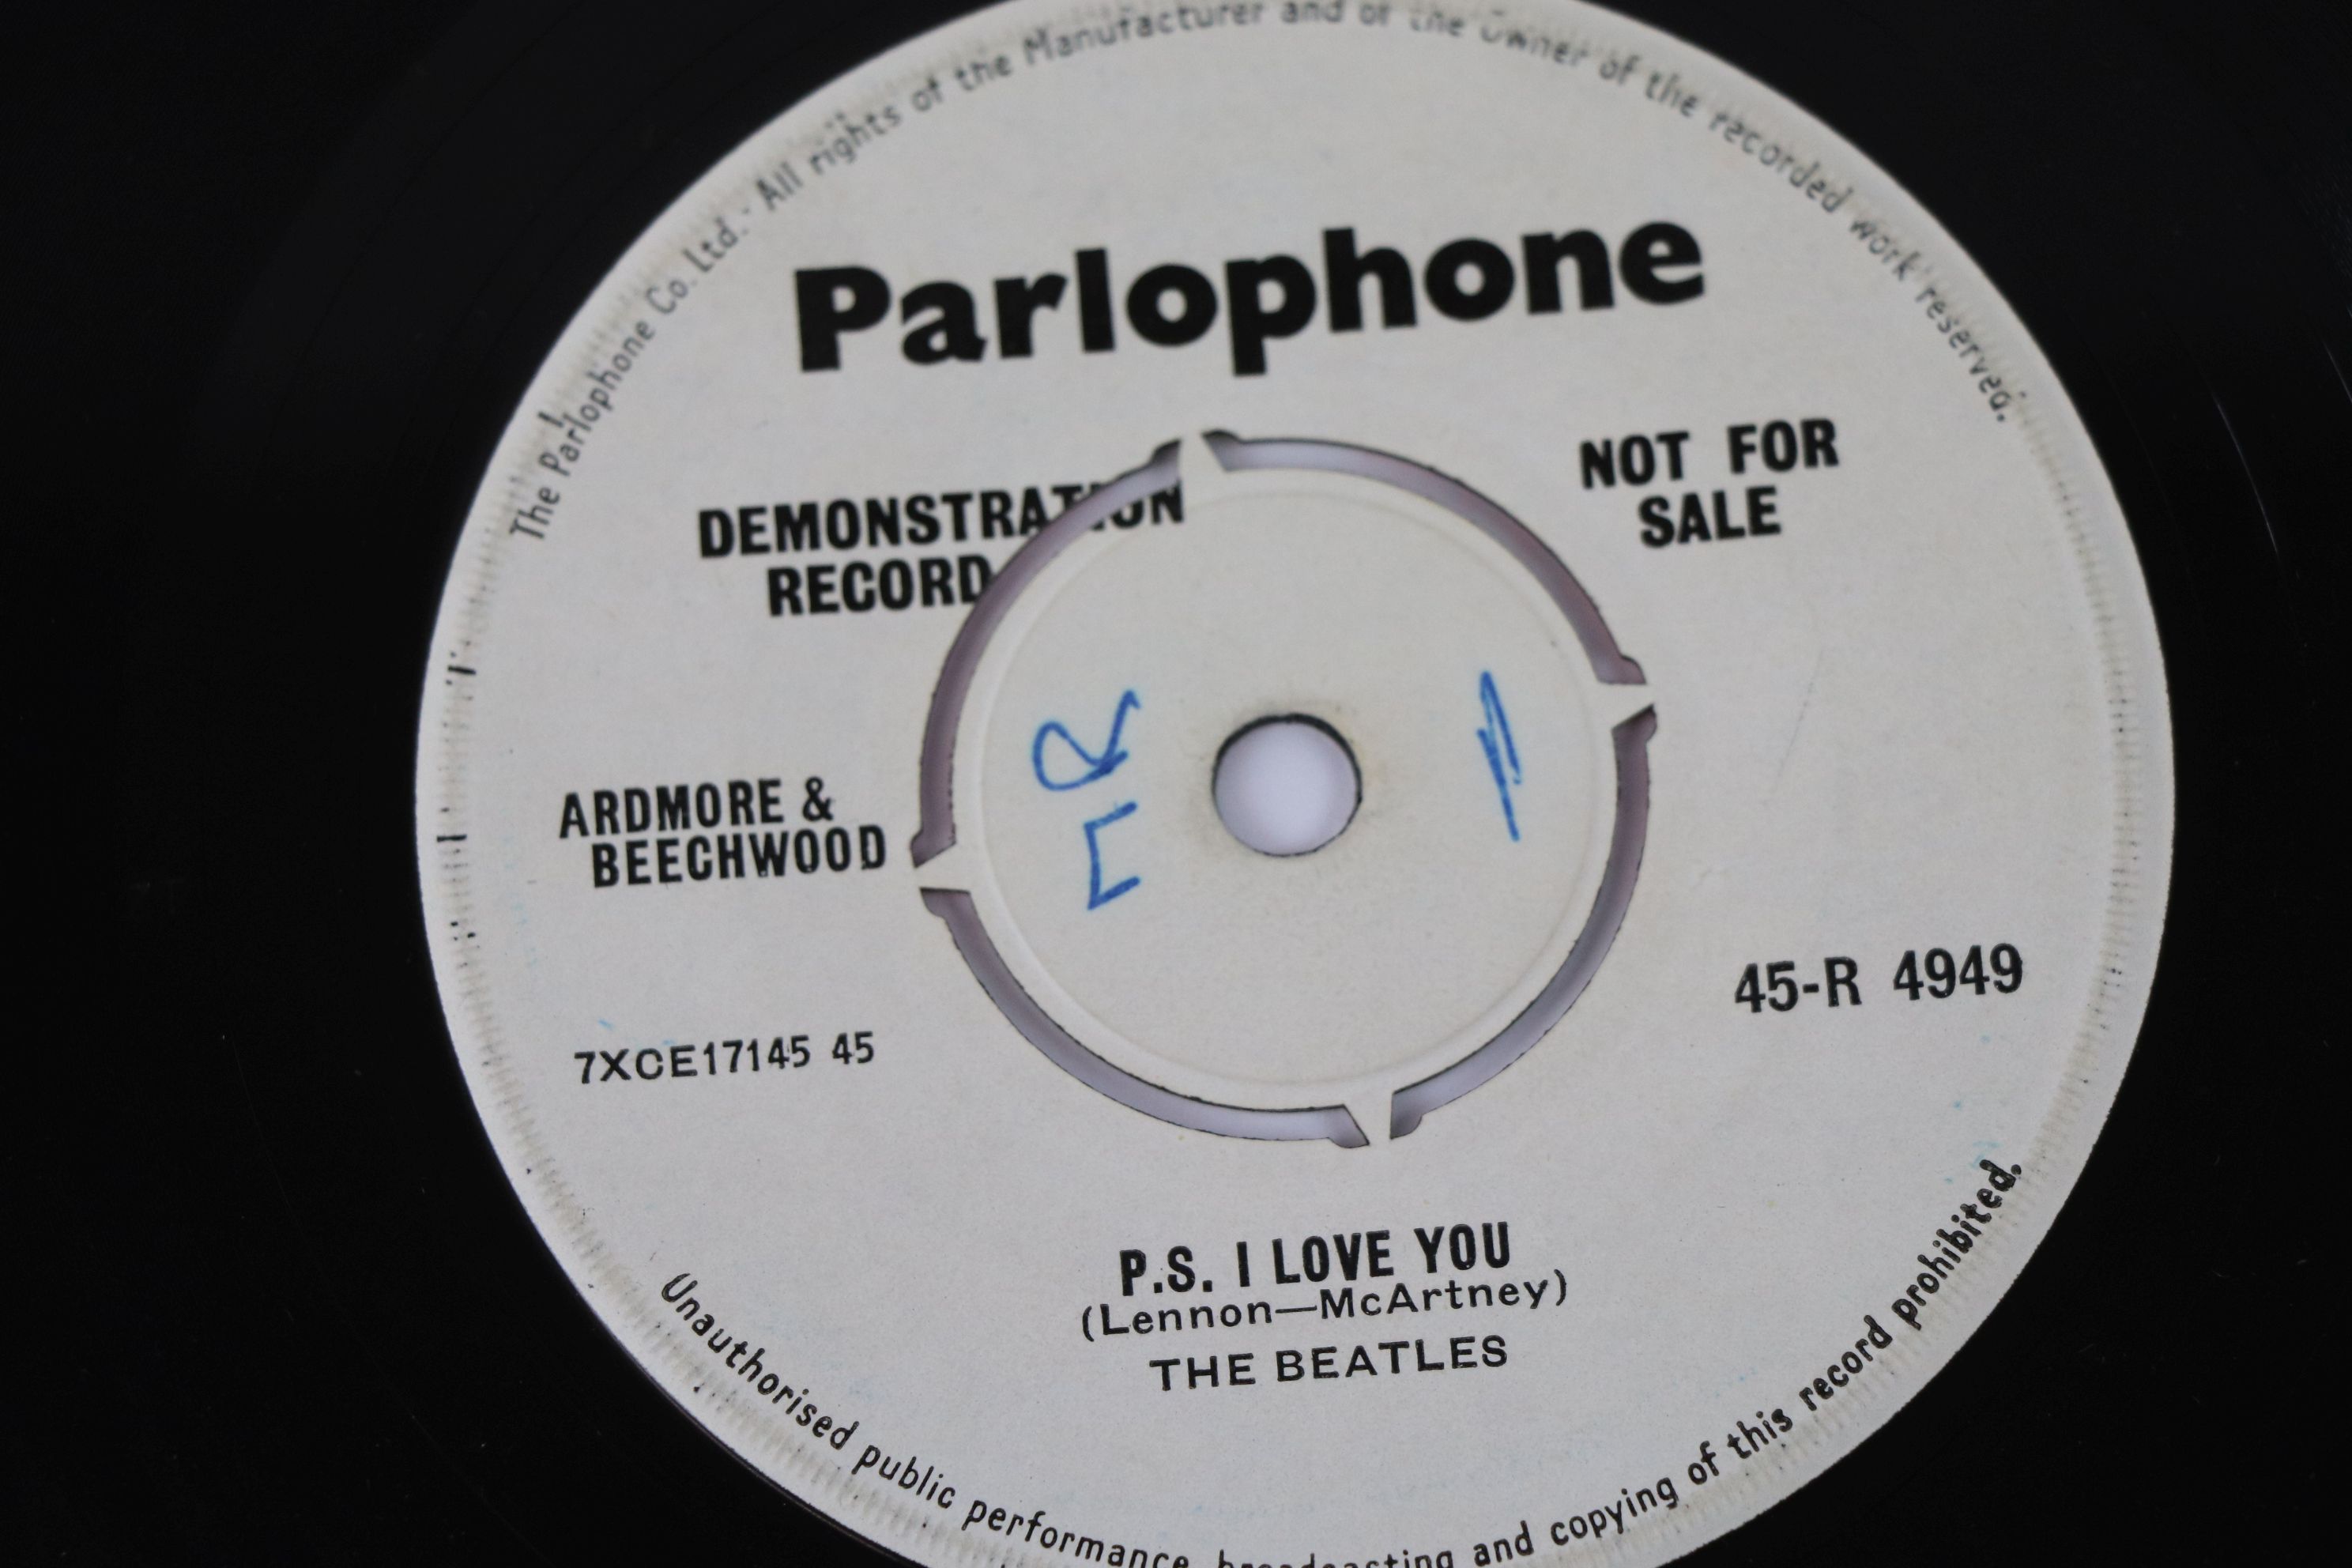 The Parlophone Co. Ltd. · All rights of the Manufacturer and of the Owner of the recorded work reserved.
Parlophone
DEMONSTRATION
RECORD
NOT FOR
SALE
ARDMORE &
BEECHWOOD
45-R 4949
7XCE17145 45
P.S. I LOVE YOU
(Lennon—McArtney)
THE BEATLES
Unauthorised public performance broadcasting and copying of this record prohibited.